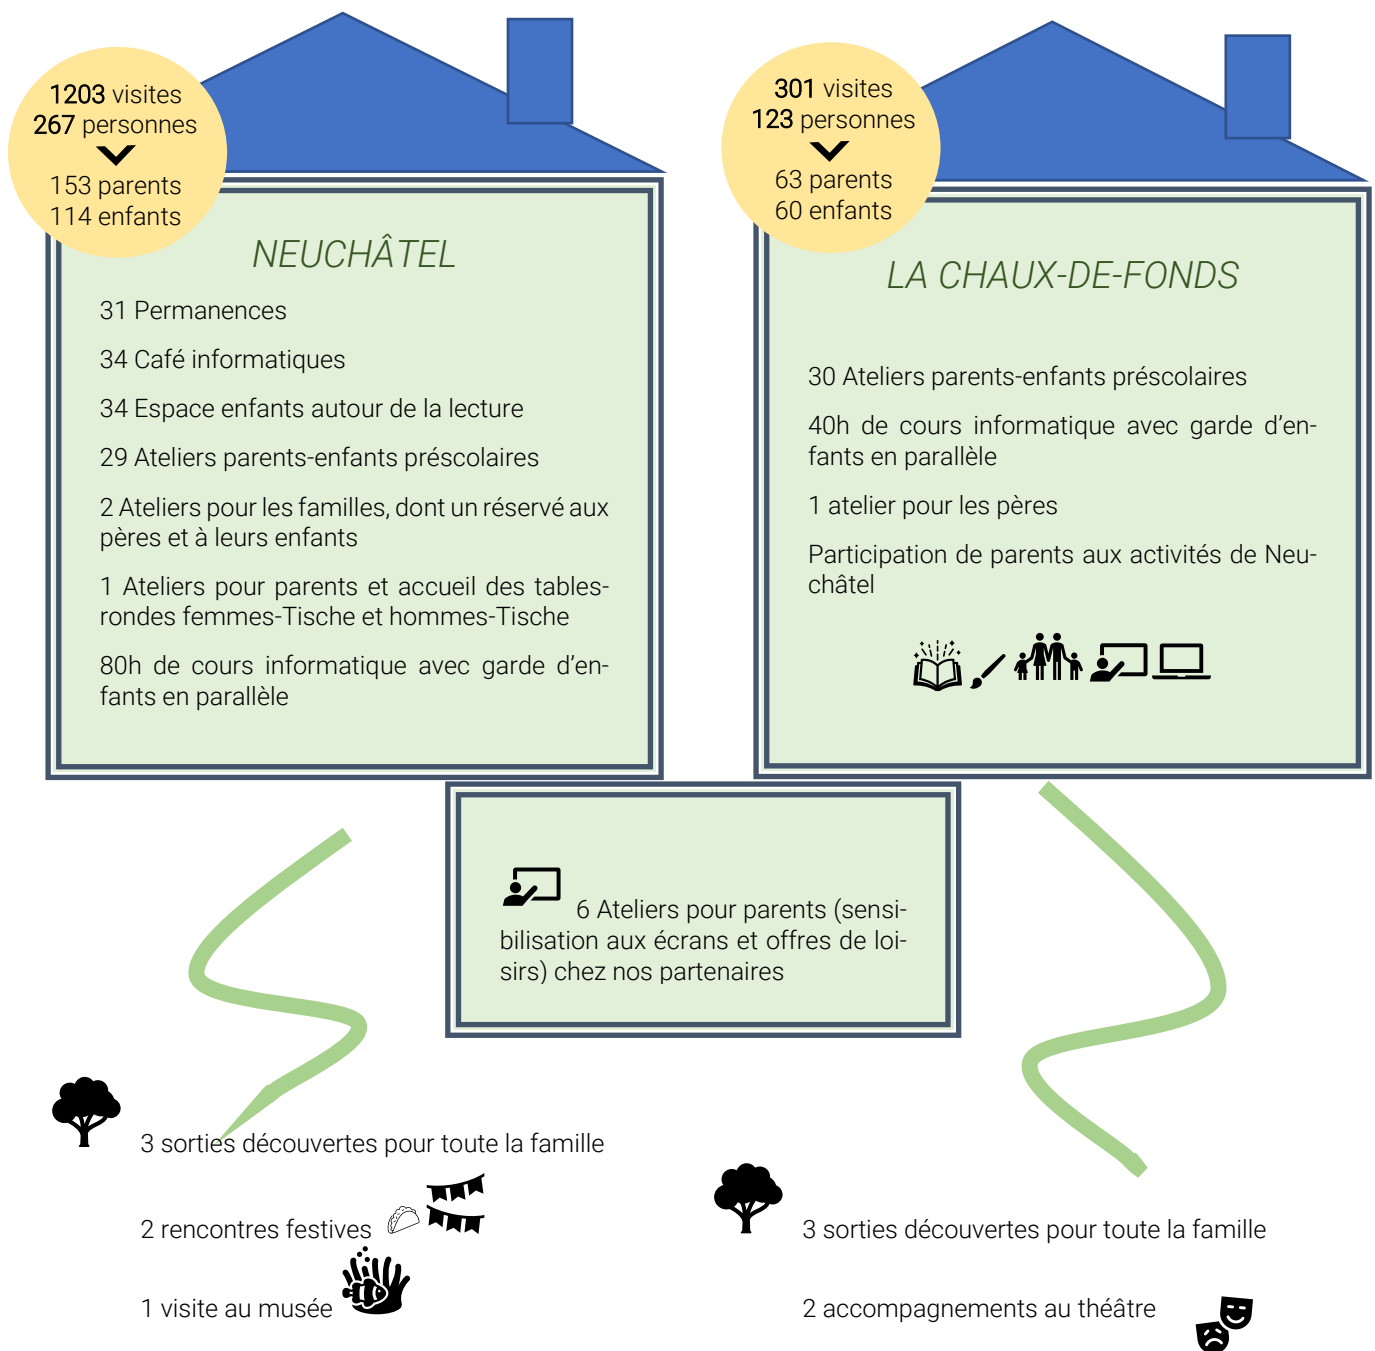 1203 visites
267 personnes
153 parents
114 enfants
NEUCHÂTEL
31 Permanences
34 Café informatiques
34 Espace enfants autour de la lecture
29 Ateliers parents-enfants préscolaires
2 Ateliers pour les familles, dont un réservé aux
pères et à leurs enfants
1 Ateliers pour parents et accueil des tables-
rondes femmes-Tische et hommes-Tische
80h de cours informatique avec garde d'en-
fants en parallèle
301 visites
123 personnes
63 parents
60 enfants
LA CHAUX-DE-FONDS
30 Ateliers parents-enfants préscolaires
40h de cours informatique avec garde d'en-
fants en parallèle
1 atelier pour les pères
Participation de parents aux activités de Neu-
châtel
6 Ateliers pour parents (sensi-
bilisation aux écrans et offres de loi-
sirs) chez nos partenaires
3 sorties découvertes pour toute la famille
2 rencontres festives
1 visite au musée
3 sorties découvertes pour toute la famille
2 accompagnements au théâtre